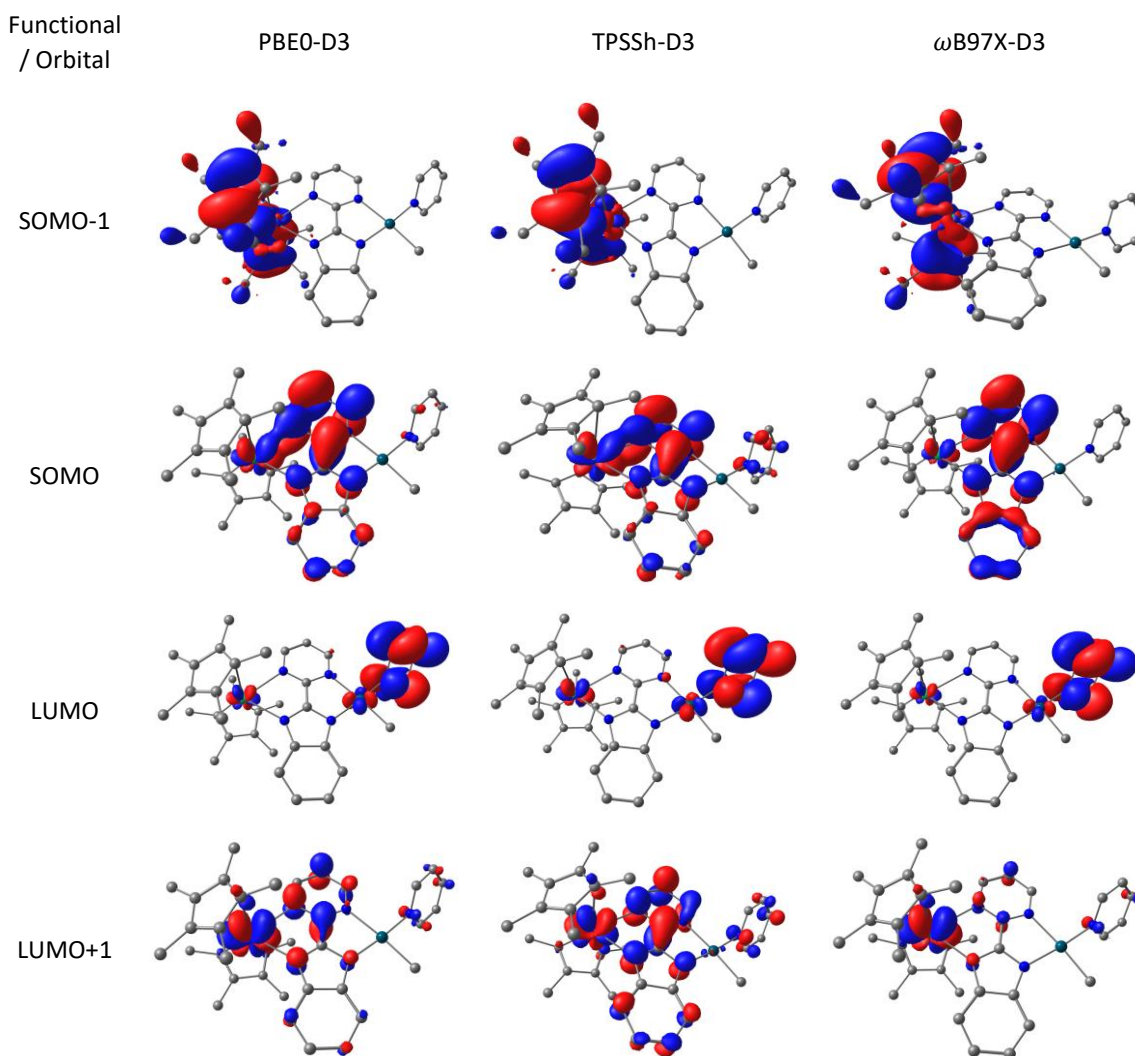 Functional
/ Orbital
PBE0-D3
TPSSh-D3
ωB97X-D3
SOMO-1
SOMO
LUMO
LUMO+1